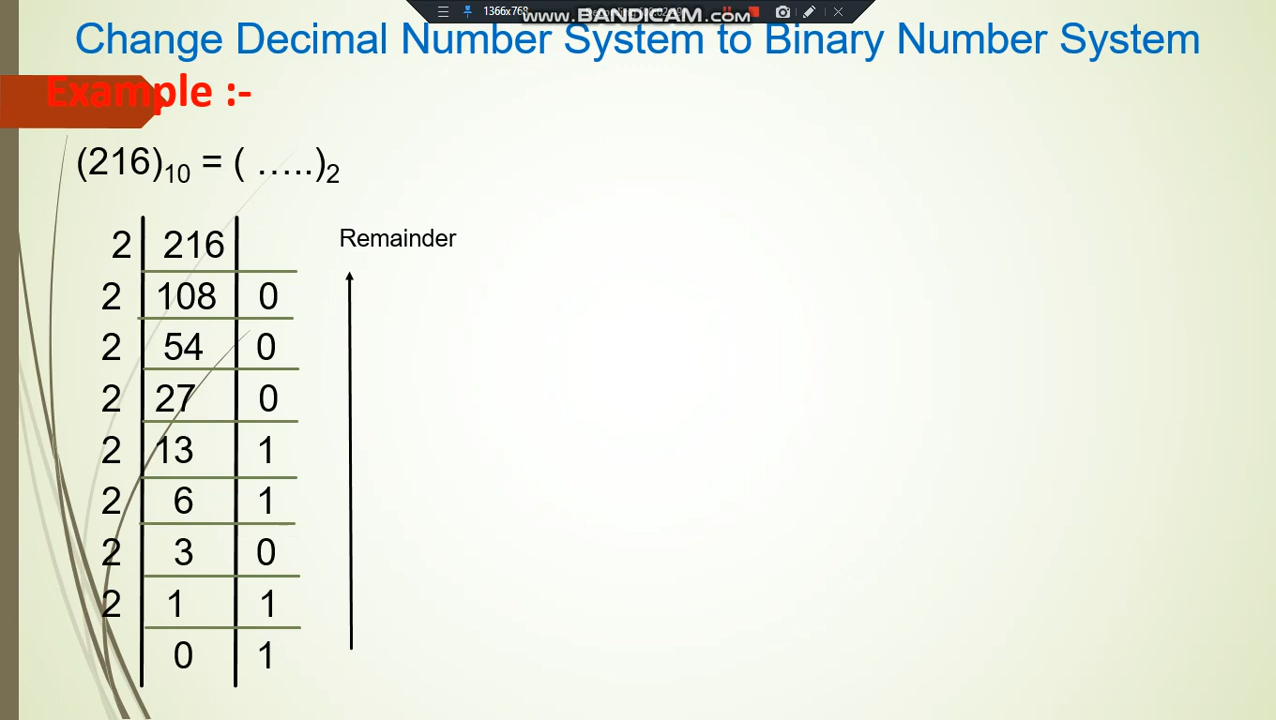 1366x768
www.BANDICAM.com
Change Decimal Number System to Binary Number System
Example :-
(216)10 = ( …..)2
2 216 Remainder
2 108 0
2 54 0
2 27 0
2 13 1
2 6 1
2 3 0
2 1 1
0 1